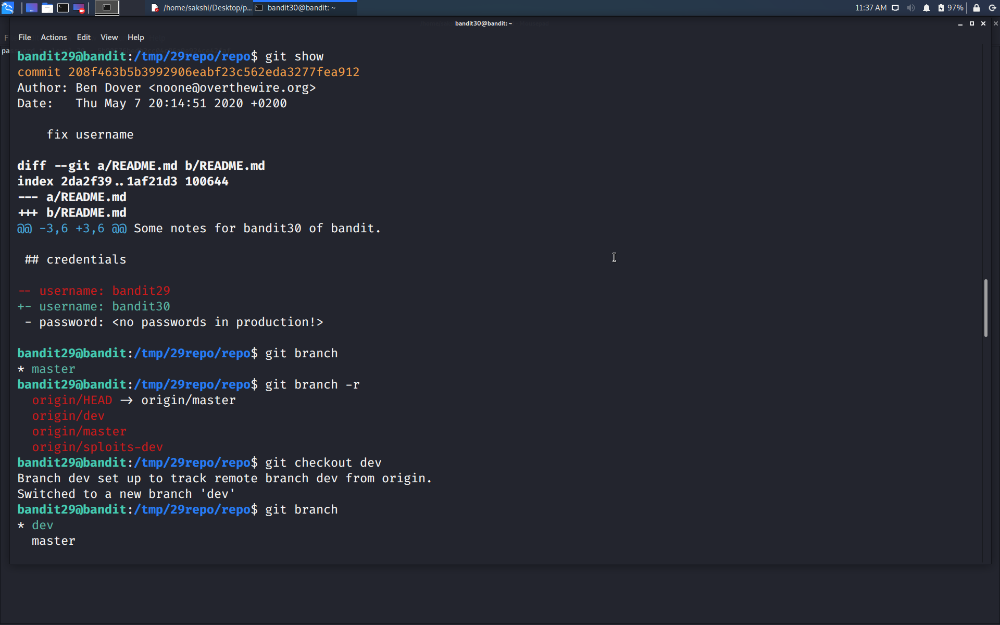 /home/sakshi/Desktop/p...
bandit30@bandit: ~
11:37 AM
97%
bandit30@bandit:~
File Actions Edit View Help
bandit29@bandit:/tmp/29repo/repo$ git show
commit 208f463b5b3992906eabf23c562eda3277fea912
Author: Ben Dover <noone@overthewire.org>
Date:   Thu May 7 20:14:51 2020 +0200
fix username
diff --git a/README.md b/README.md
index 2da2f39..1af21d3 100644
--- a/README.md
+++ b/README.md
@@ -3,6 +3,6 @@ Some notes for bandit30 of bandit.
## credentials
-- username: bandit29
+- username: bandit30
- password: <no passwords in production!>
bandit29@bandit:/tmp/29repo/repo$ git branch
* master
bandit29@bandit:/tmp/29repo/repo$ git branch -r
origin/HEAD -> origin/master
origin/dev
origin/master
origin/sploits-dev
bandit29@bandit:/tmp/29repo/repo$ git checkout dev
Branch dev set up to track remote branch dev from origin.
Switched to a new branch 'dev'
bandit29@bandit:/tmp/29repo/repo$ git branch
* dev
master